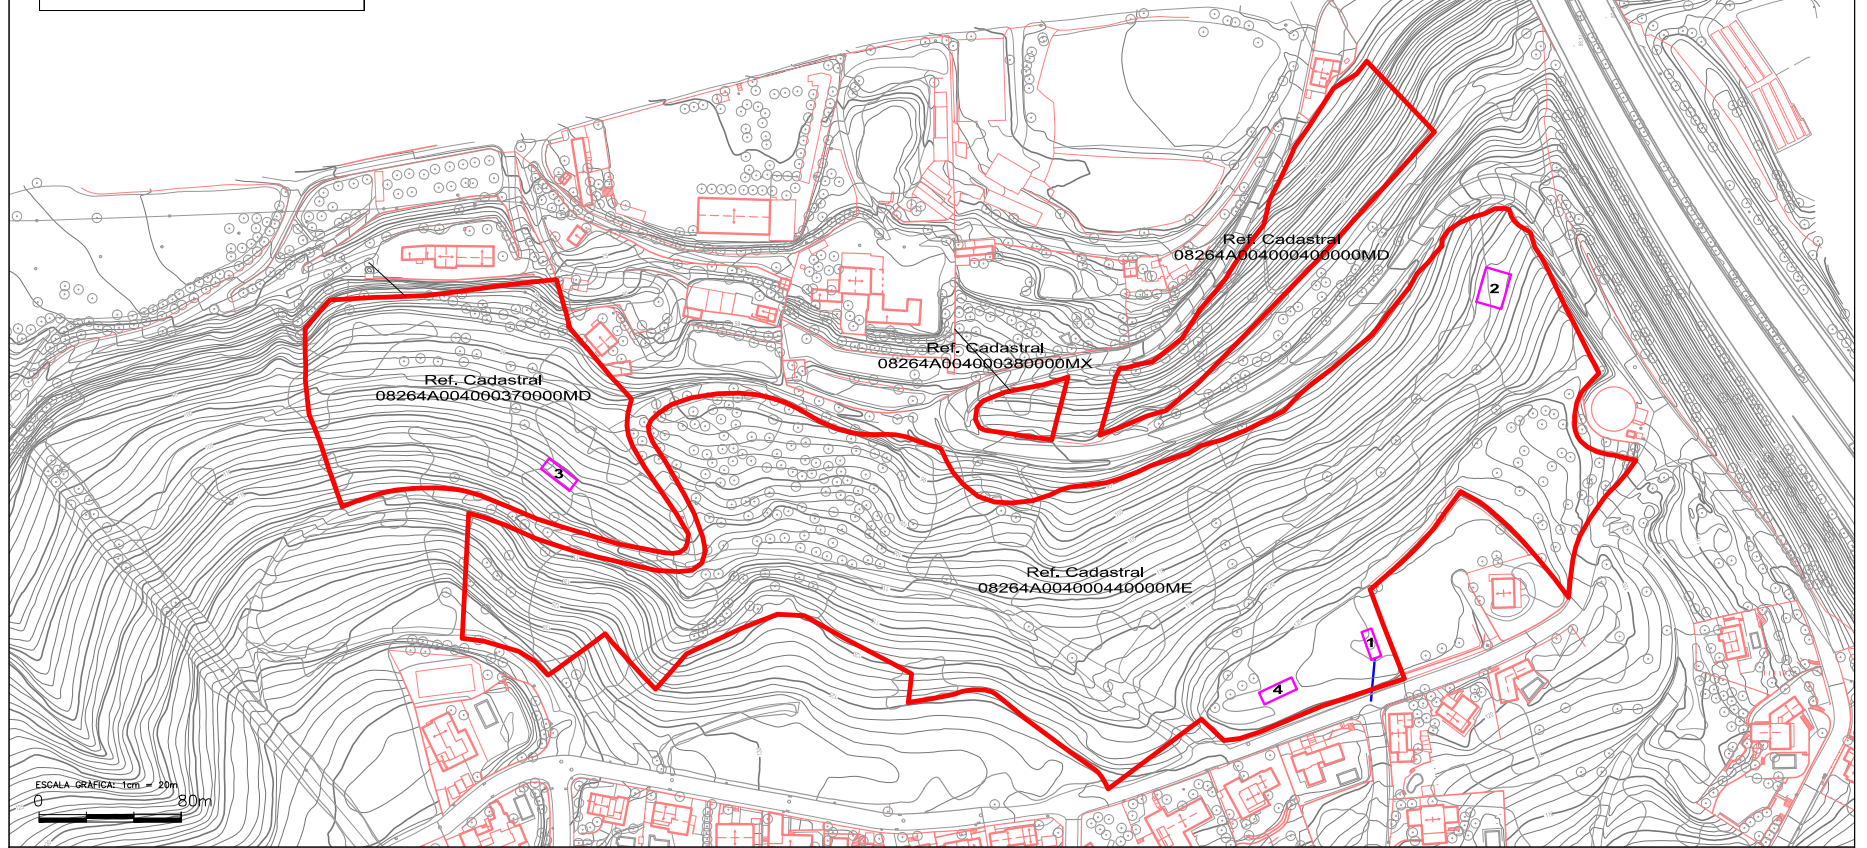 Ref. Cadastral
08264A004000400000MD
2
Ref. Cadastral
08264A004000380000MX
Ref. Cadastral
08264A004000370000MD
3
Ref. Cadastral
08264A004000440000ME
1
4
ESCALA GRÀFICA: 1cm = 20m
0 80m